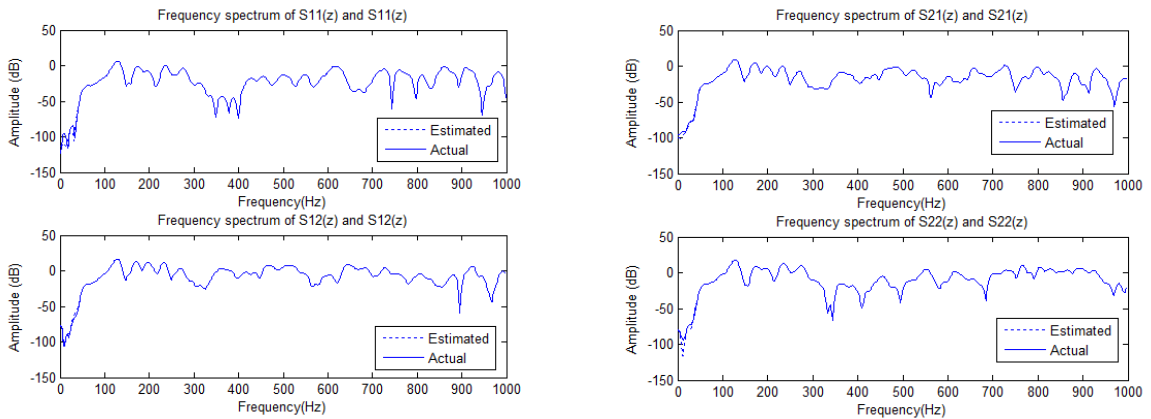 Frequency spectrum of S11(z) and S11(z)
Amplitude (dB)
50
0
-50
-100
-150
Estimated
Actual
0 100 200 300 400 500 600 700 800 900 1000
Frequency(Hz)
Frequency spectrum of S21(z) and S21(z)
Amplitude (dB)
50
0
-50
-100
-150
Estimated
Actual
0 100 200 300 400 500 600 700 800 900 1000
Frequency(Hz)
Frequency spectrum of S12(z) and S12(z)
Amplitude (dB)
50
0
-50
-100
-150
Estimated
Actual
0 100 200 300 400 500 600 700 800 900 1000
Frequency(Hz)
Frequency spectrum of S22(z) and S22(z)
Amplitude (dB)
50
0
-50
-100
-150
Estimated
Actual
0 100 200 300 400 500 600 700 800 900 1000
Frequency(Hz)